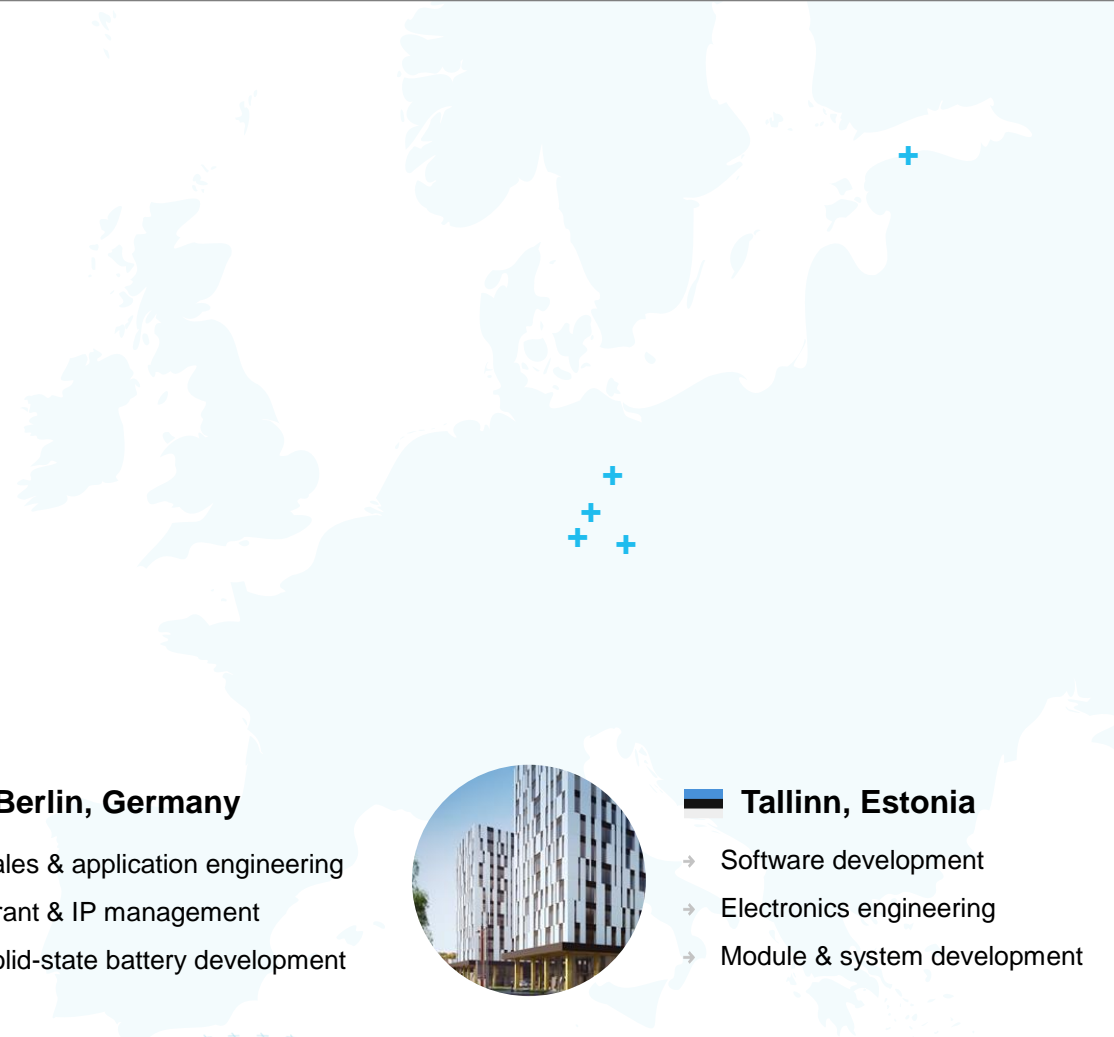 Berlin, Germany
ales & application engineering
rant & IP management
olid-state battery development
Tallinn, Estonia
Software development
Electronics engineering
Module & system development